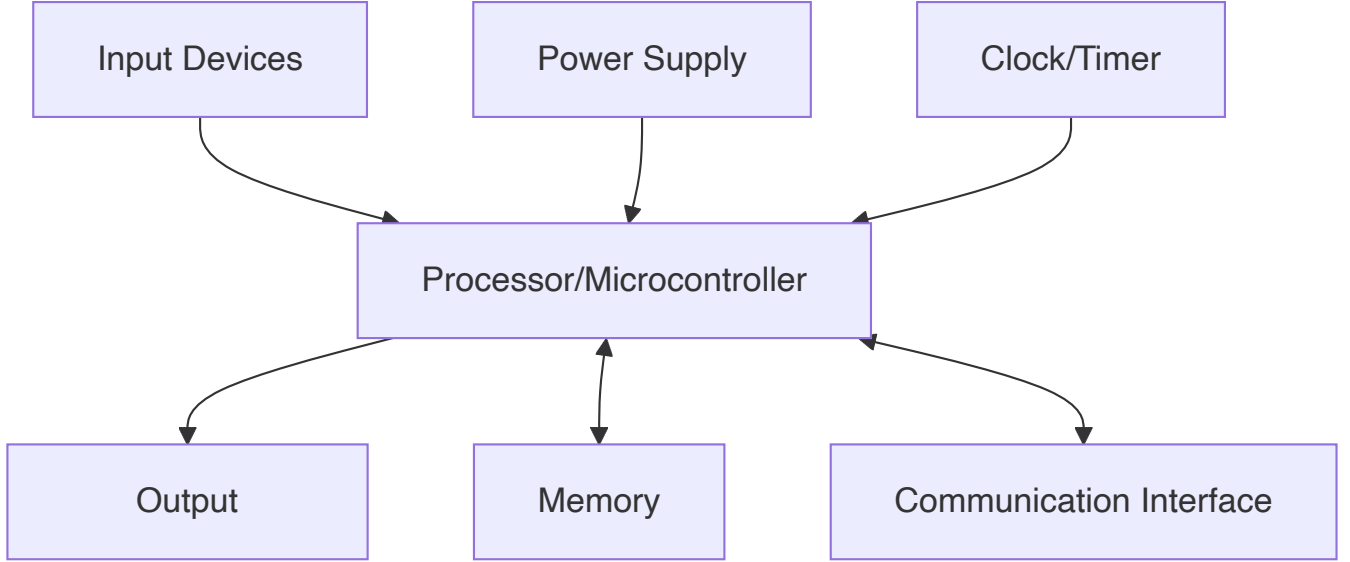 Input Devices
Power Supply
Clock/Timer
Processor/Microcontroller
Output
Memory
Communication Interface